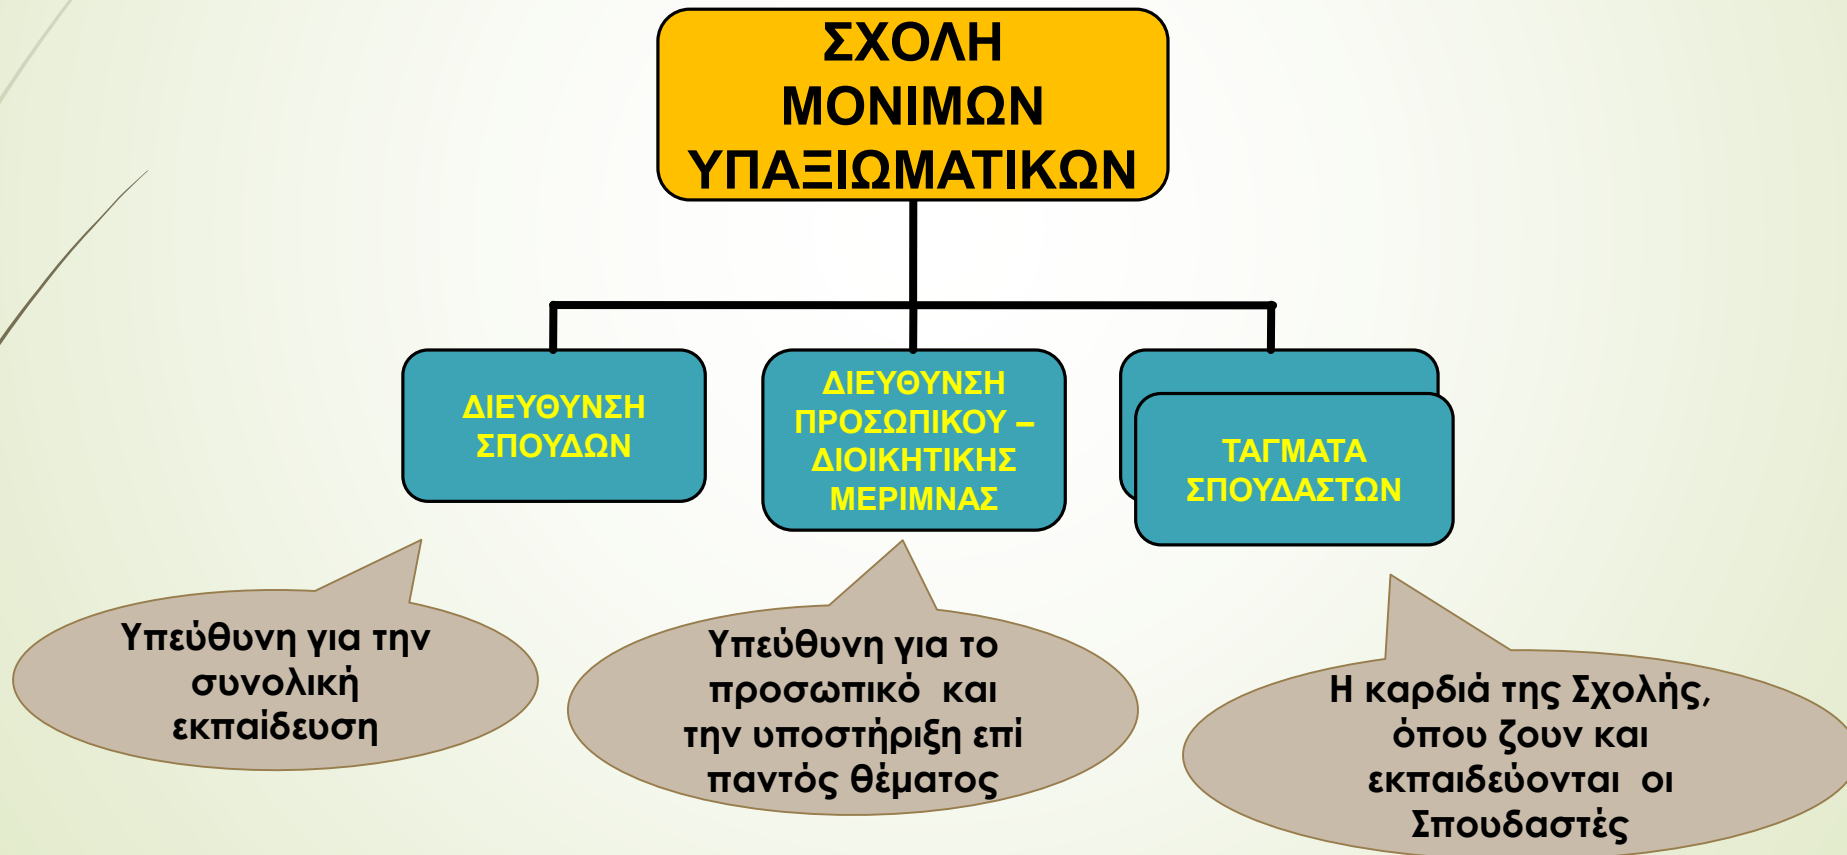 ΣΧΟΛΗ
ΜΟΝΙΜΩΝ
ΥΠΑΞΙΩΜΑΤΙΚΩΝ
ΔΙΕΥΘΥΝΣΗ
ΣΠΟΥΔΩΝ
ΔΙΕΥΘΥΝΣΗ
ΠΡΟΣΩΠΙΚΟΥ –
ΔΙΟΙΚΗΤΙΚΗΣ
ΜΕΡΙΜΝΑΣ
ΤΑΓΜΑΤΑ
ΣΠΟΥΔΑΣΤΩΝ
Υπεύθυνη για την
συνολική
εκπαίδευση
Υπεύθυνη για το
προσωπικό και
την υποστήριξη επί
παντός θέματος
Η καρδιά της Σχολής,
όπου ζουν και
εκπαιδεύονται οι
Σπουδαστές